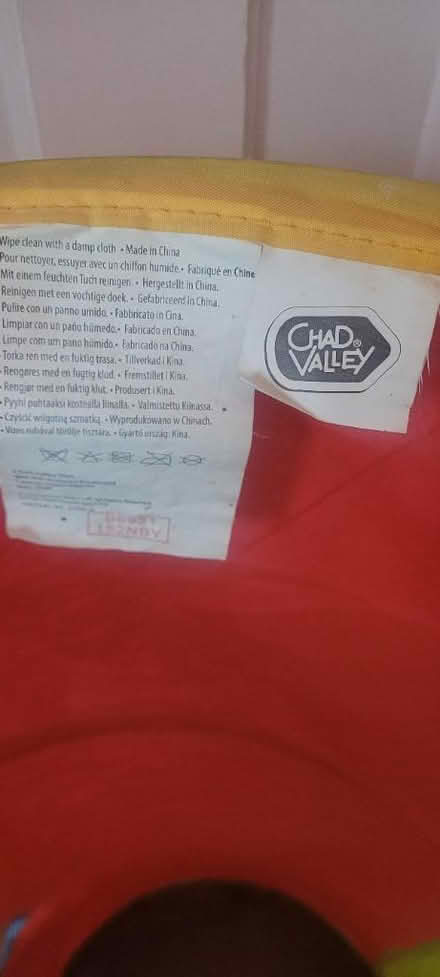 Wipe clean with a damp cloth • Made in China
Pour nettoyer, essuyer avec un chiffon humide. • Fabriqué en Chine
Mit einem feuchten Tuch reinigen. • Hergestellt in China.
Reinigen met een vochtige doek. • Gefabriceerd in China.
Pulire con un panno umido. • Fabbricato in Cina.
Limpiar con un paño húmedo. • Fabricado en China.
Limpe com um pano húmido. • Fabricado na China.
• Torka ren med en fuktig trasa. • Tillverkad i Kina.
• Rengøres med en fugtig klud. • Fremstillet i Kina.
• Rengjør med en fuktig klut. • Produsert i Kina.
• Pyyhi puhtaaksi kostealla liinalla. • Valmistettu Kiinassa.
• Czyścić wilgotną szmatką. • Wyprodukowano w Chinach.
• Vizes ruhával törölje tisztára. • Gyártó ország: Kina.
CHAD ®
VALLEY